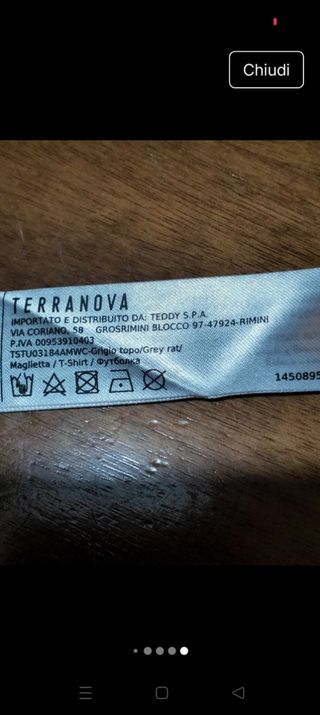 Chiudi
TERRANOVA
IMPORTATO E DISTRIBUITO DA: TEDDY S.P.A.
VIA CORIANO, 58 GROSRIMINI BLOCCO 97-47924-RIMINI
P.IVA 00953910403
TSTU03184AMWC-Grigio topo/Grey rat/
Maglietta / T-Shirt / Футболка
1450895